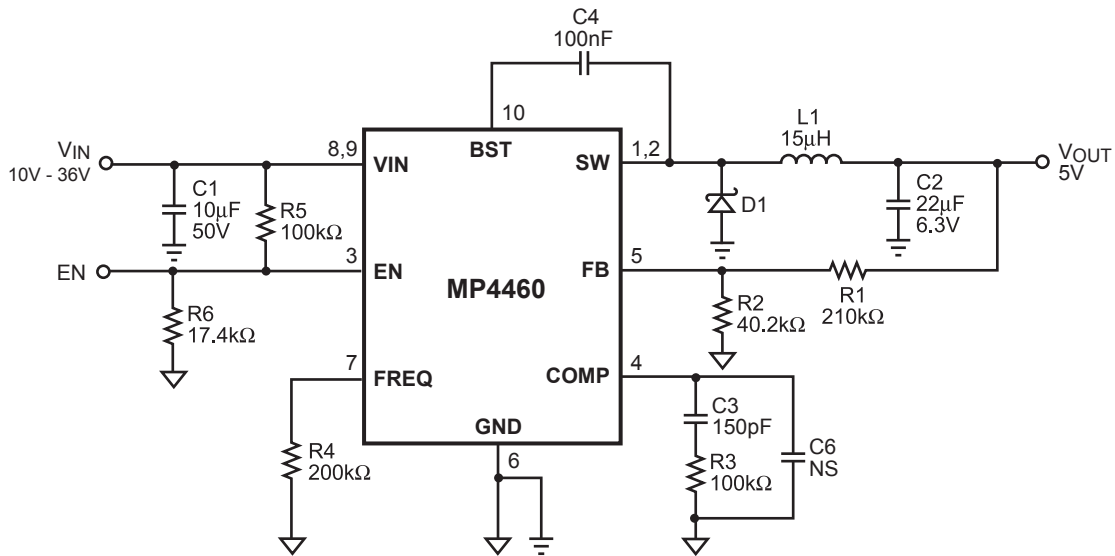 C4
100nF
10
BST
VIN
10V - 36V
8,9
VIN
SW
1,2
L1
15µH
VOUT
5V
C1
10µF
50V
R5
100kΩ
D1
C2
22µF
6.3V
EN
3
EN
MP4460
FB
5
R1
210kΩ
R2
40.2kΩ
R6
17.4kΩ
7
FREQ
COMP
4
R4
200kΩ
GND
6
C3
150pF
R3
100kΩ
C6
NS